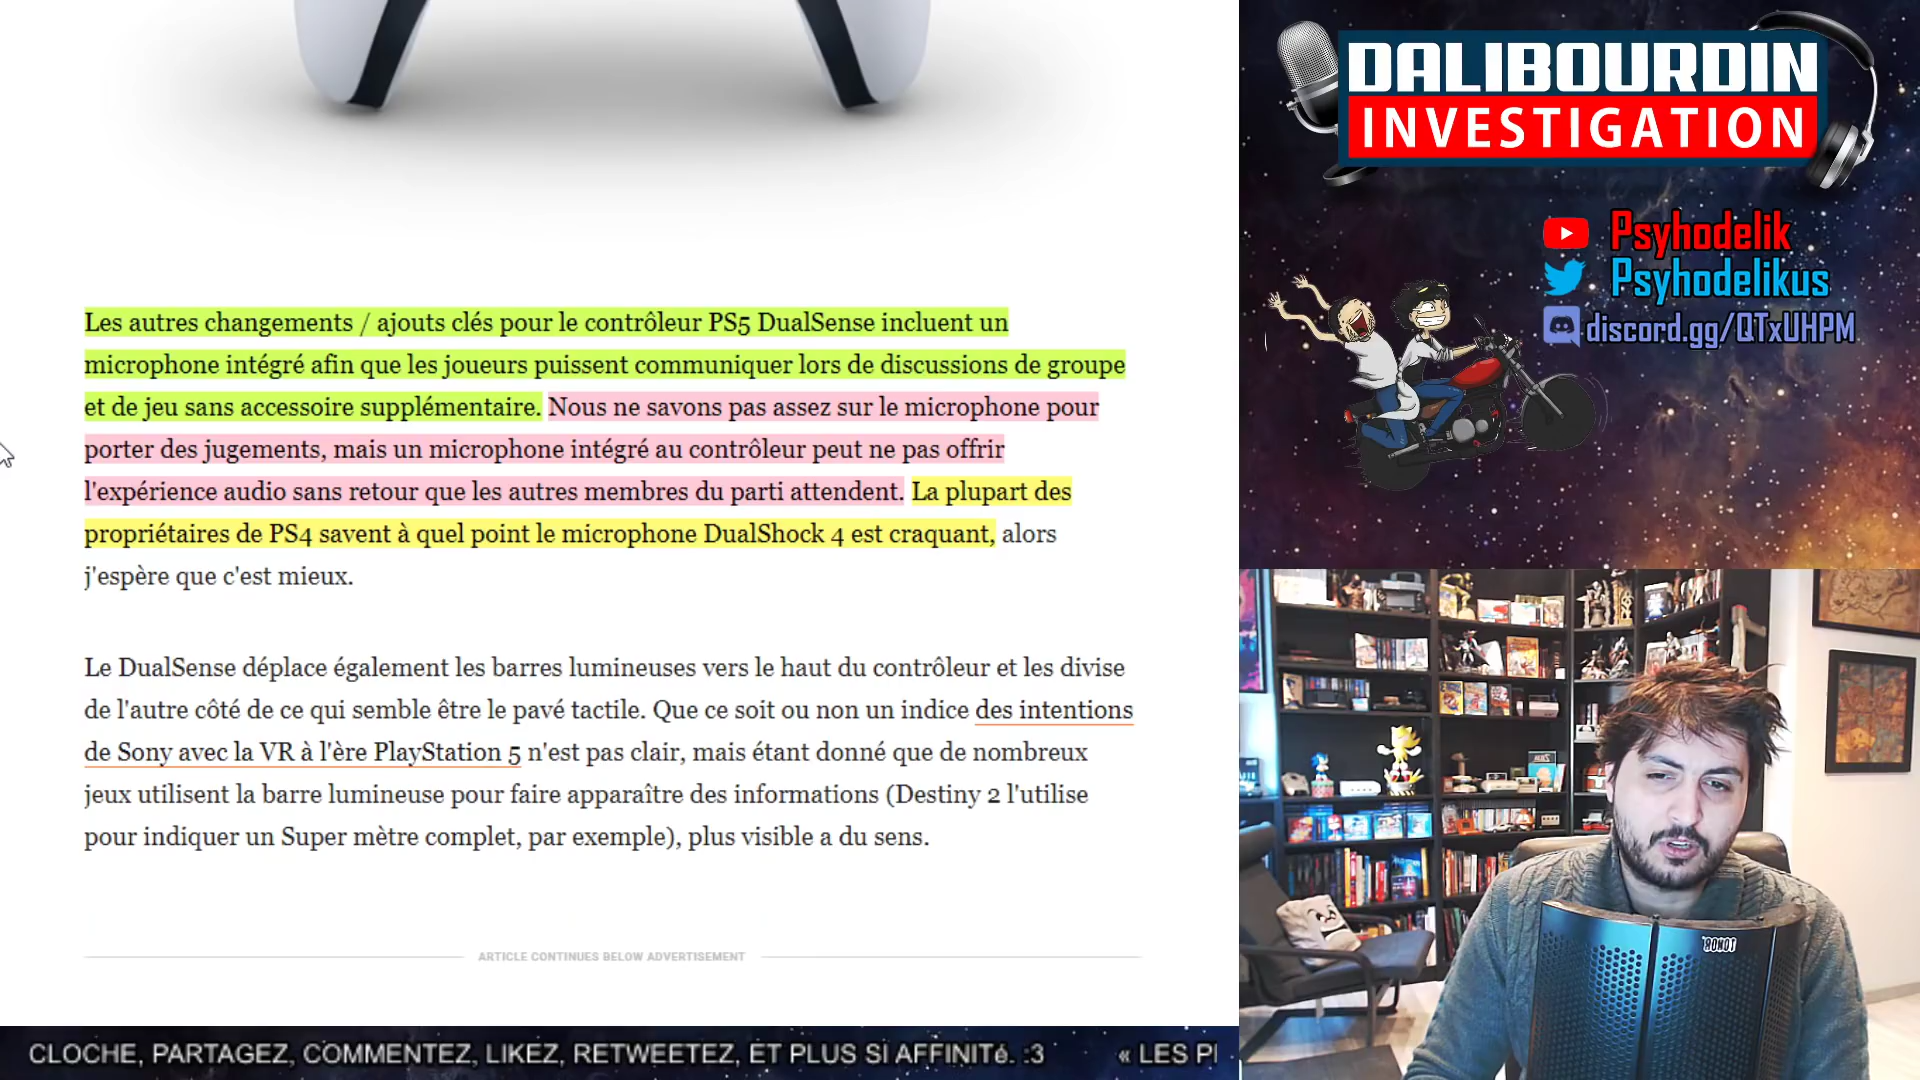 Les autres changements / ajouts clés pour le contrôleur PS5 DualSense incluent un
microphone intégré afin que les joueurs puissent communiquer lors de discussions de groupe
et de jeu sans accessoire supplémentaire. Nous ne savons pas assez sur le microphone pour
porter des jugements, mais un microphone intégré au contrôleur peut ne pas offrir
l'expérience audio sans retour que les autres membres du parti attendent. La plupart des
propriétaires de PS4 savent à quel point le microphone DualShock 4 est craquant, alors
j'espère que c'est mieux.
Le DualSense déplace également les barres lumineuses vers le haut du contrôleur et les divise
de l'autre côté de ce qui semble être le pavé tactile. Que ce soit ou non un indice des intentions
de Sony avec la VR à l'ère PlayStation 5 n'est pas clair, mais étant donné que de nombreux
jeux utilisent la barre lumineuse pour faire apparaître des informations (Destiny 2 l'utilise
pour indiquer un Super mètre complet, par exemple), plus visible a du sens.
ARTICLE CONTINUES BELOW ADVERTISEMENT
CLOCHE, PARTAGEZ, COMMENTEZ, LIKEZ, RETWEETEZ, ET PLUS SI AFFINITé. :3 « LES P
DALIBOURDIN
INVESTIGATION
Psyhodelik
Psyhodelikus
discord.gg/QTxUHPM